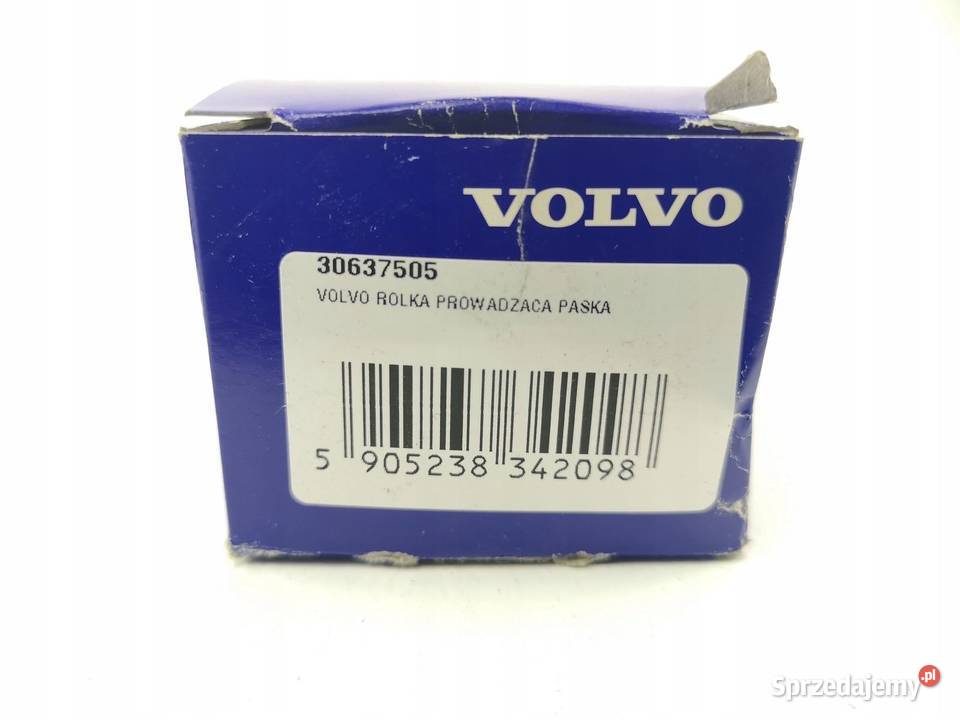 VOLVO
30637505
VOLVO ROLKA PROWADZACA PASKA
5 905238 342098
Sprzedajemy.pl